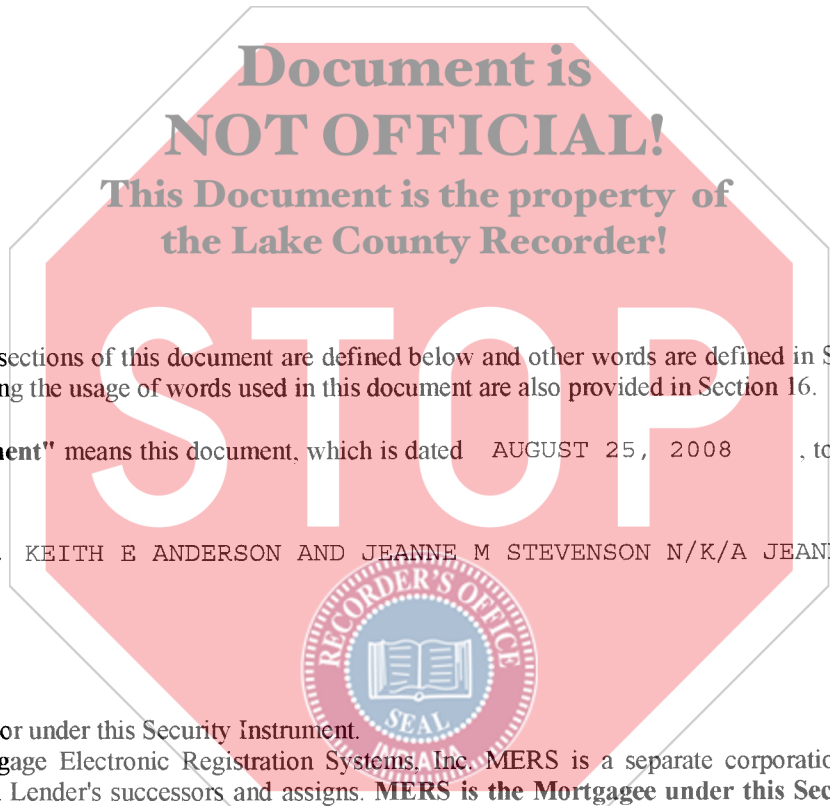 Document is
NOT OFFICIAL!
This Document is the property of
the Lake County Recorder!
STOP
sections of this document are defined below and other words are defined in S
ng the usage of words used in this document are also provided in Section 16.
nent" means this document, which is dated AUGUST 25, 2008 , to
KEITH E ANDERSON AND JEANNE M STEVENSON N/K/A JEAN
RECORDER'S OFFICE
SEAL
INDIANA
or under this Security Instrument.
gage Electronic Registration Systems, Inc. MERS is a separate corporatio
Lender's successors and assigns. MERS is the Mortgagee under this Sec